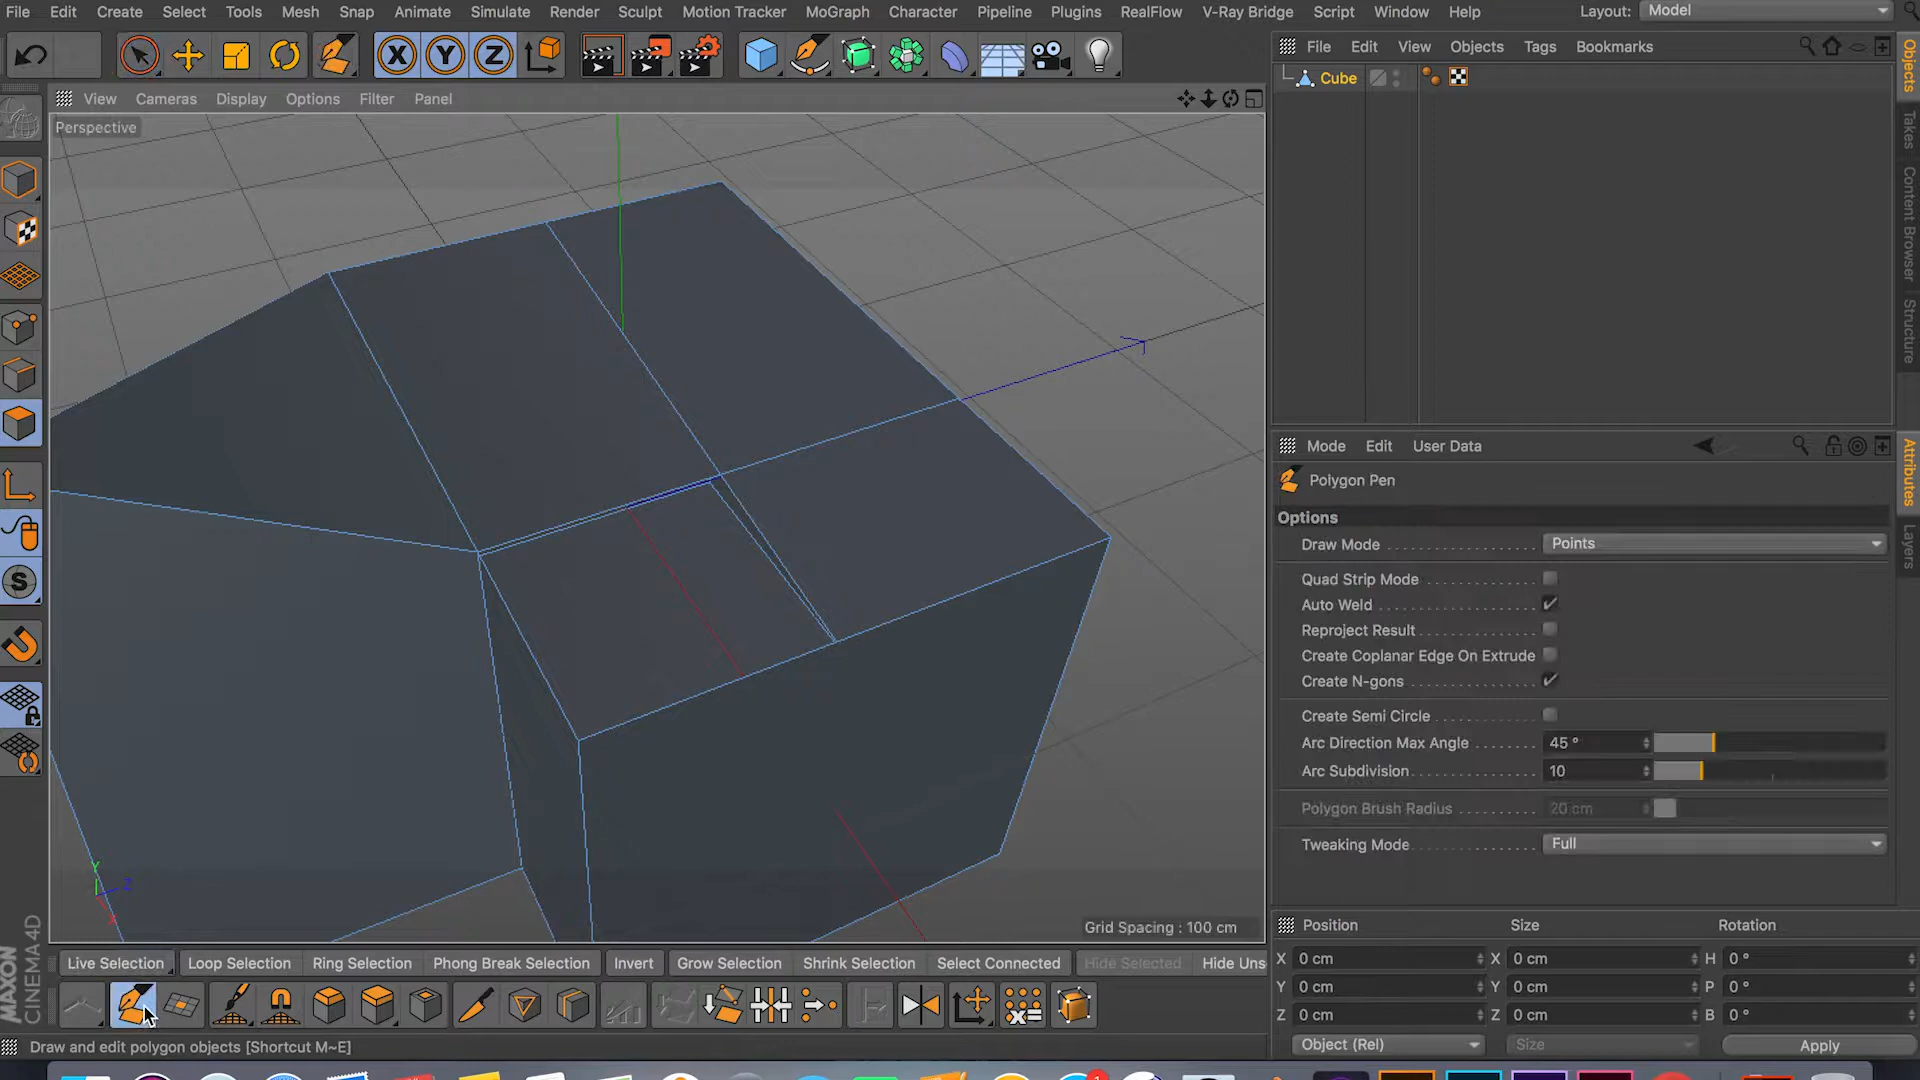 File Edit Create Select Tools Mesh Snap Animate Simulate Render Sculpt Motion Tracker MoGraph Character Pipeline Plugins RealFlow V-Ray Bridge Script Window Help Layout: Model
X Y Z
File Edit View Objects Tags Bookmarks
Cube
View Cameras Display Options Filter Panel
Perspective
Objects
Takes
Content Browser
Structure
Mode Edit User Data
Polygon Pen
Options
Draw Mode Points
Quad Strip Mode
Auto Weld
Reproject Result
Create Coplanar Edge On Extrude
Create N-gons
Create Semi Circle
Arc Direction Max Angle 45 °
Arc Subdivision 10
Polygon Brush Radius 20 cm
Tweaking Mode Full
Attributes
Layers
Y
Z
X
S
Grid Spacing : 100 cm
Live Selection Loop Selection Ring Selection Phong Break Selection Invert Grow Selection Shrink Selection Select Connected Hide Selected Hide Uns
Position Size Rotation
X 0 cm X 0 cm H 0 °
Y 0 cm Y 0 cm P 0 °
Z 0 cm Z 0 cm B 0 °
Object (Rel) Size Apply
MAXON
CINEMA 4D
Draw and edit polygon objects [Shortcut M~E]